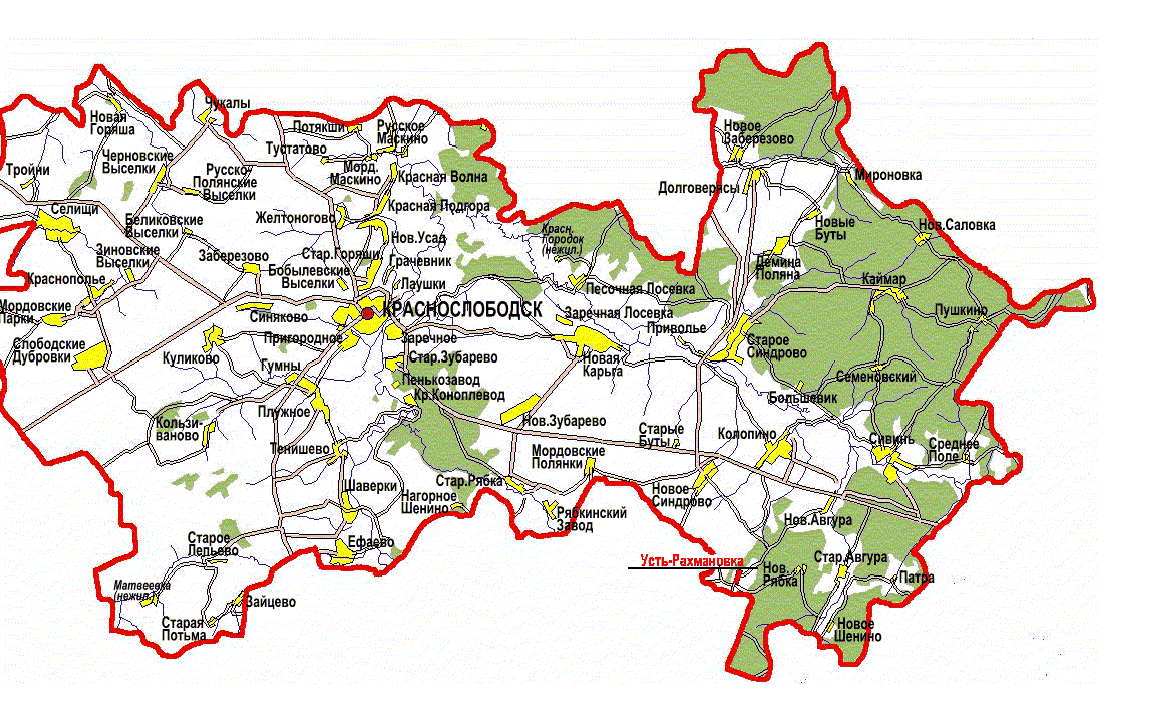 Чукалы
Новая
Горяша
Потякши
Русское
Маскино
Новое
Заберезово
Тустатово
Черновские
Выселки
Тройни
Русско-
Полянские
Выселки
Морд.
Маскино
Красная Волна
Мироновка
Долговерясы
Селищи
Беликовские
Выселки
Желтоногово
Красная Подгора
Красн.
городок
(нежил.)
Новые
Буты
Нов.Саловка
Нов.Усад
Зиновские
Выселки
Заберезово
Стар.Горяши
Грачевник
Демина
Поляна
Бобылевские
Выселки
Лаушки
Краснополье
Песочная Лосевка
Каймар
Мордовские
Парки
Синяково
КРАСНОСЛОБОДСК
Заречная Лосевка
Пушкино
Приволье
Слободские
Дубровки
Пригородное
Заречное
Старое
Синдрово
Куликово
Стар.Зубарево
Новая
Карьга
Гумны
Пенькозавод
Семеновский
Кр.Коноплевод
Большевик
Плужное
Кользи-
ваново
Нов.Зубарево
Старые
Буты
Колопино
Сивинь
Среднее
Поле
Тенишево
Мордовские
Полянки
Шаверки
Стар.Рябка
Нагорное
Шенино
Новое
Синдрово
Рябкинский
Завод
Нов.Авгура
Старое
Лепьево
Ефаево
Усть-Рахмановка
Стар.Авгура
Нов.
Рябка
Патра
Матвеевка
(нежил.)
Зайцево
Старая
Потьма
Новое
Шенино